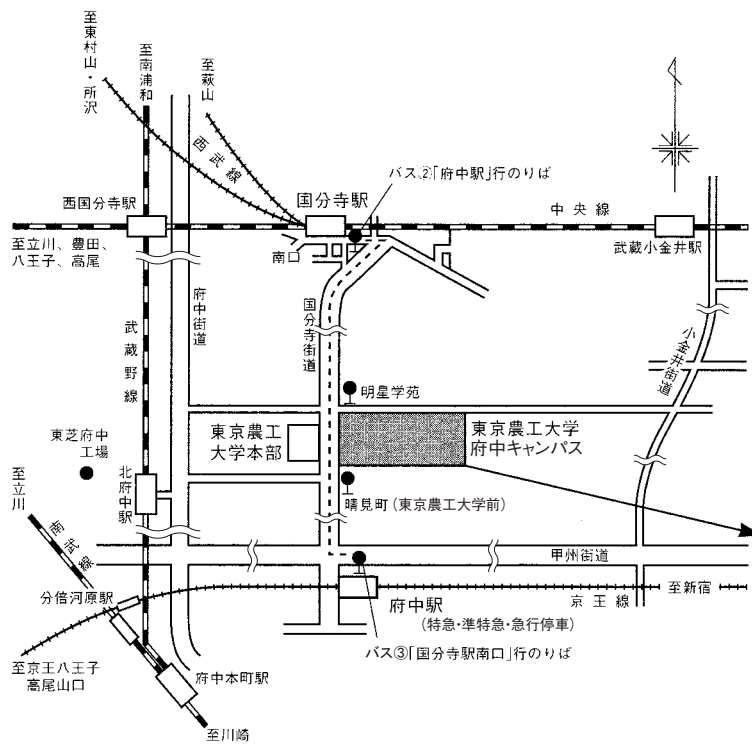 至東村山・所沢
至南浦和
至萩山
西武線
バス②「府中駅」行のりば
国分寺駅
西国分寺駅
中央線
至立川、豊田、
八王子、高尾
南口
武蔵小金井駅
府中街道
国分寺街道
武蔵野線
小金井街道
明星学苑
東京農工
大学本部
東京農工大学
府中キャンパス
東芝府中
工場
北府中駅
至立川
晴見町(東京農工大学前)
南武線
甲州街道
分倍河原駅
府中駅
京王線
至新宿
(特急・準特急・急行停車)
バス③「国分寺駅南口」行のりば
至京王八王子
高尾山口
府中本町駅
至川崎